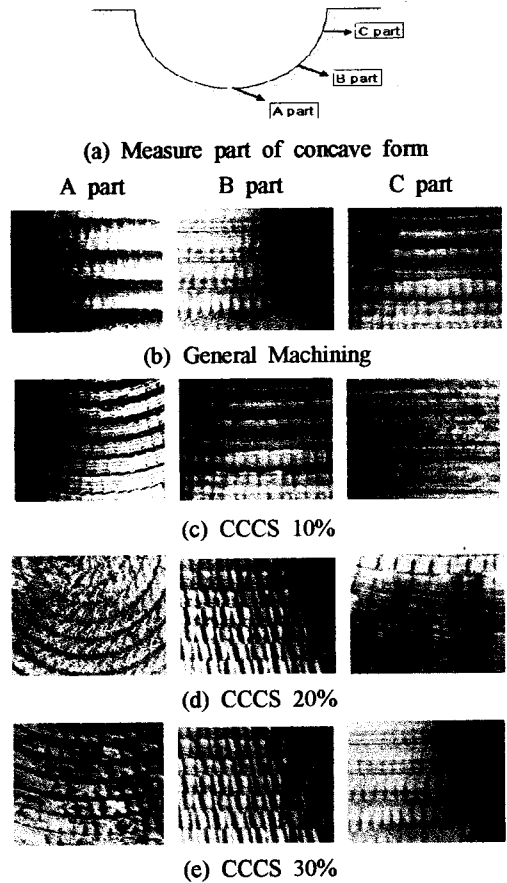 C part
B part
A part
(a) Measure part of concave form
A part B part C part
(b) General Machining
(c) CCCS 10%
(d) CCCS 20%
(e) CCCS 30%